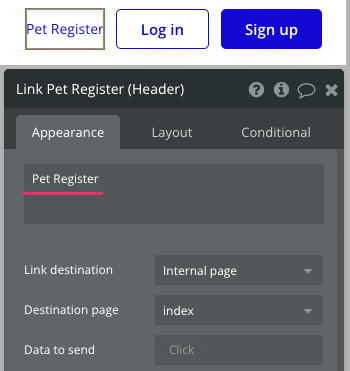 Pet Register Log in Sign up
Link Pet Register (Header)
Appearance Layout Conditional
Pet Register
Link destination Internal page
Destination page index
Data to send Click